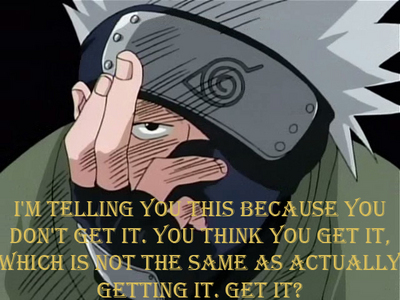 I'M TELLING YOU THIS BECAUSE YOU
DON'T GET IT. YOU THINK YOU GET IT,
WHICH IS NOT THE SAME AS ACTUALLY
GETTING IT. GET IT?